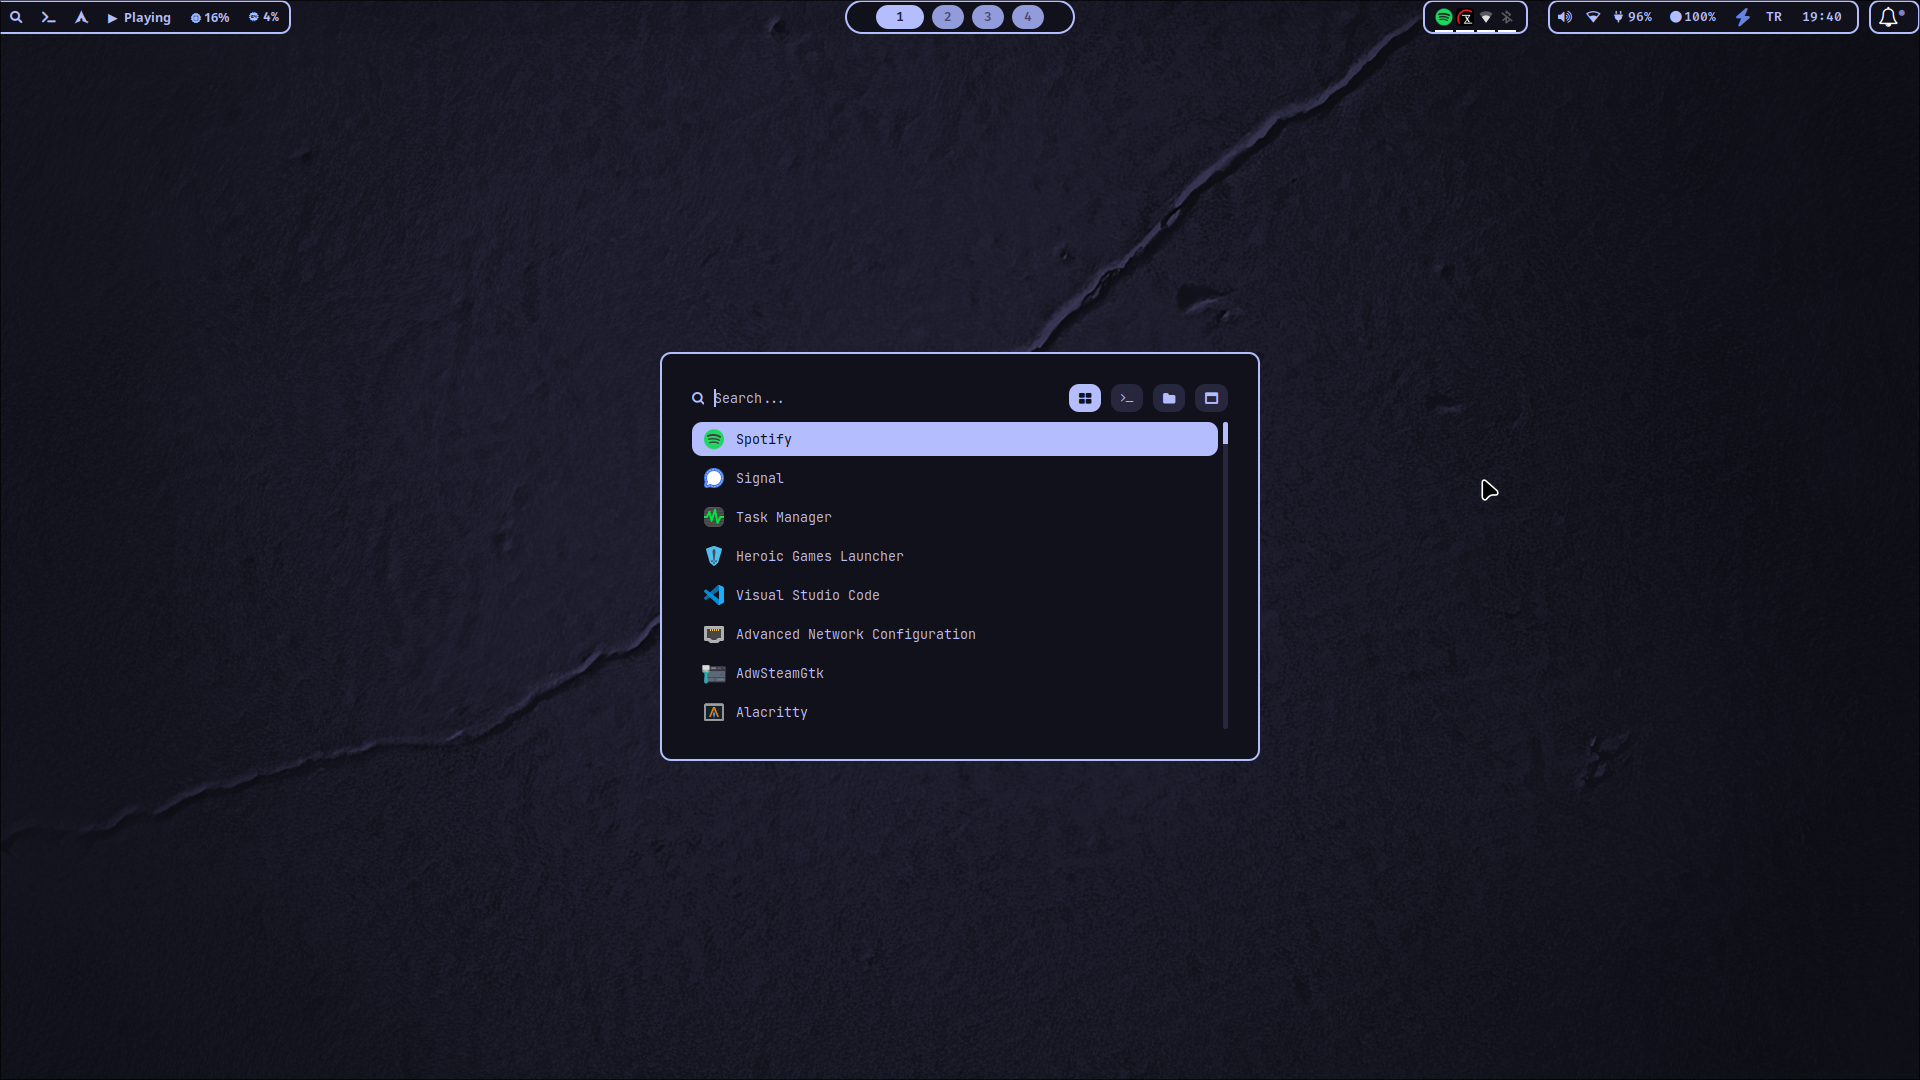 Playing 16% 4%
1 2 3 4
96% 100% TR 19:40
Search...
Spotify
Signal
Task Manager
Heroic Games Launcher
Visual Studio Code
Advanced Network Configuration
AdwSteamGtk
Alacritty